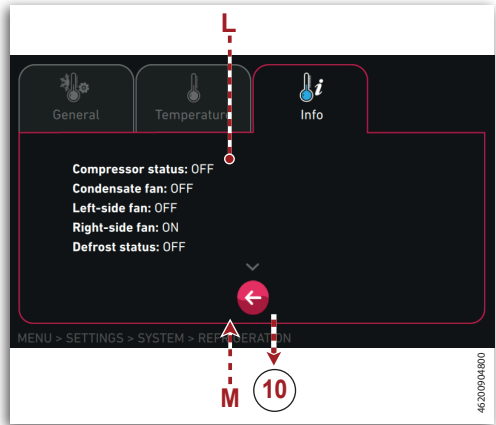 L
General
Temperature
Info
Compressor status: OFF
Condensate fan: OFF
Left-side fan: OFF
Right-side fan: ON
Defrost status: OFF
MENU > SETTINGS > SYSTEM > REFRIGERATION
M
10
46200904800